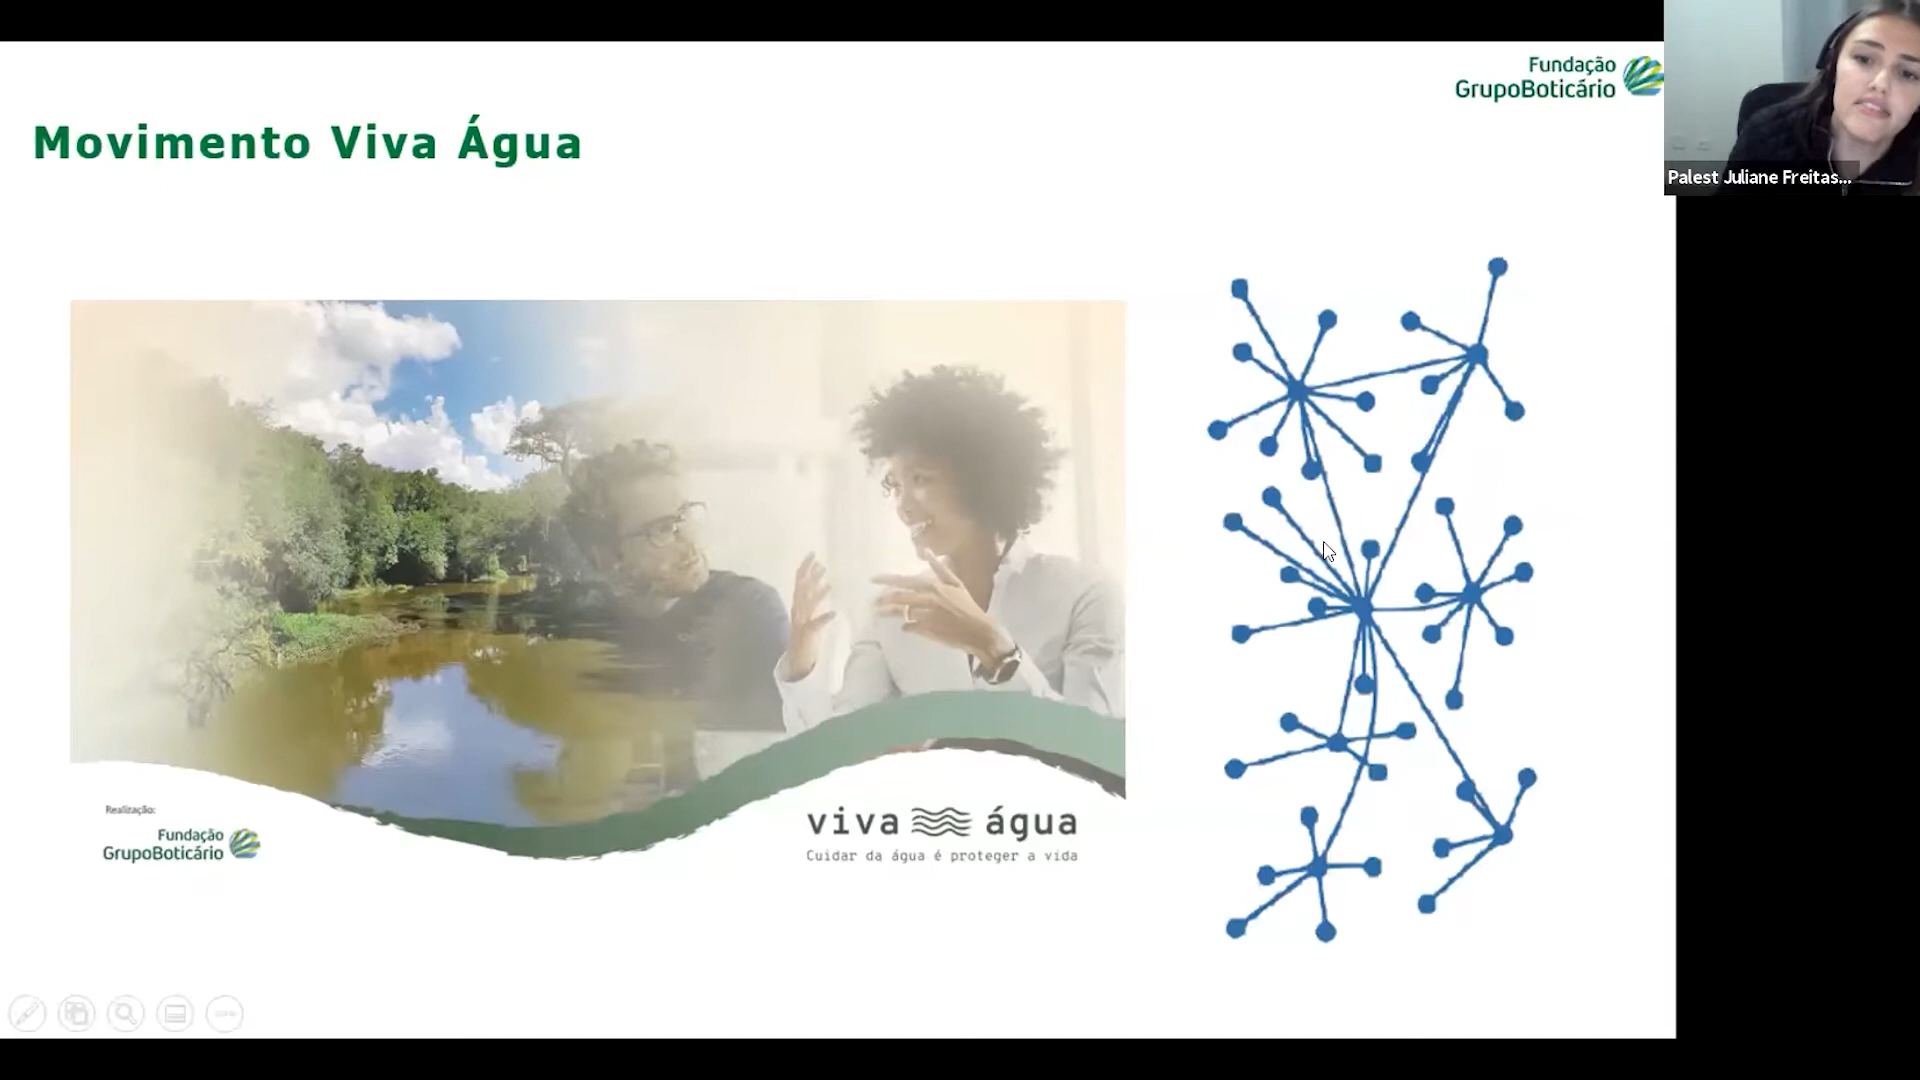 Fundação
GrupoBoticário
Movimento Viva Água
Palest Juliane Freitas...
Realização:
Fundação
GrupoBoticário
viva água
Cuidar da água é proteger a vida